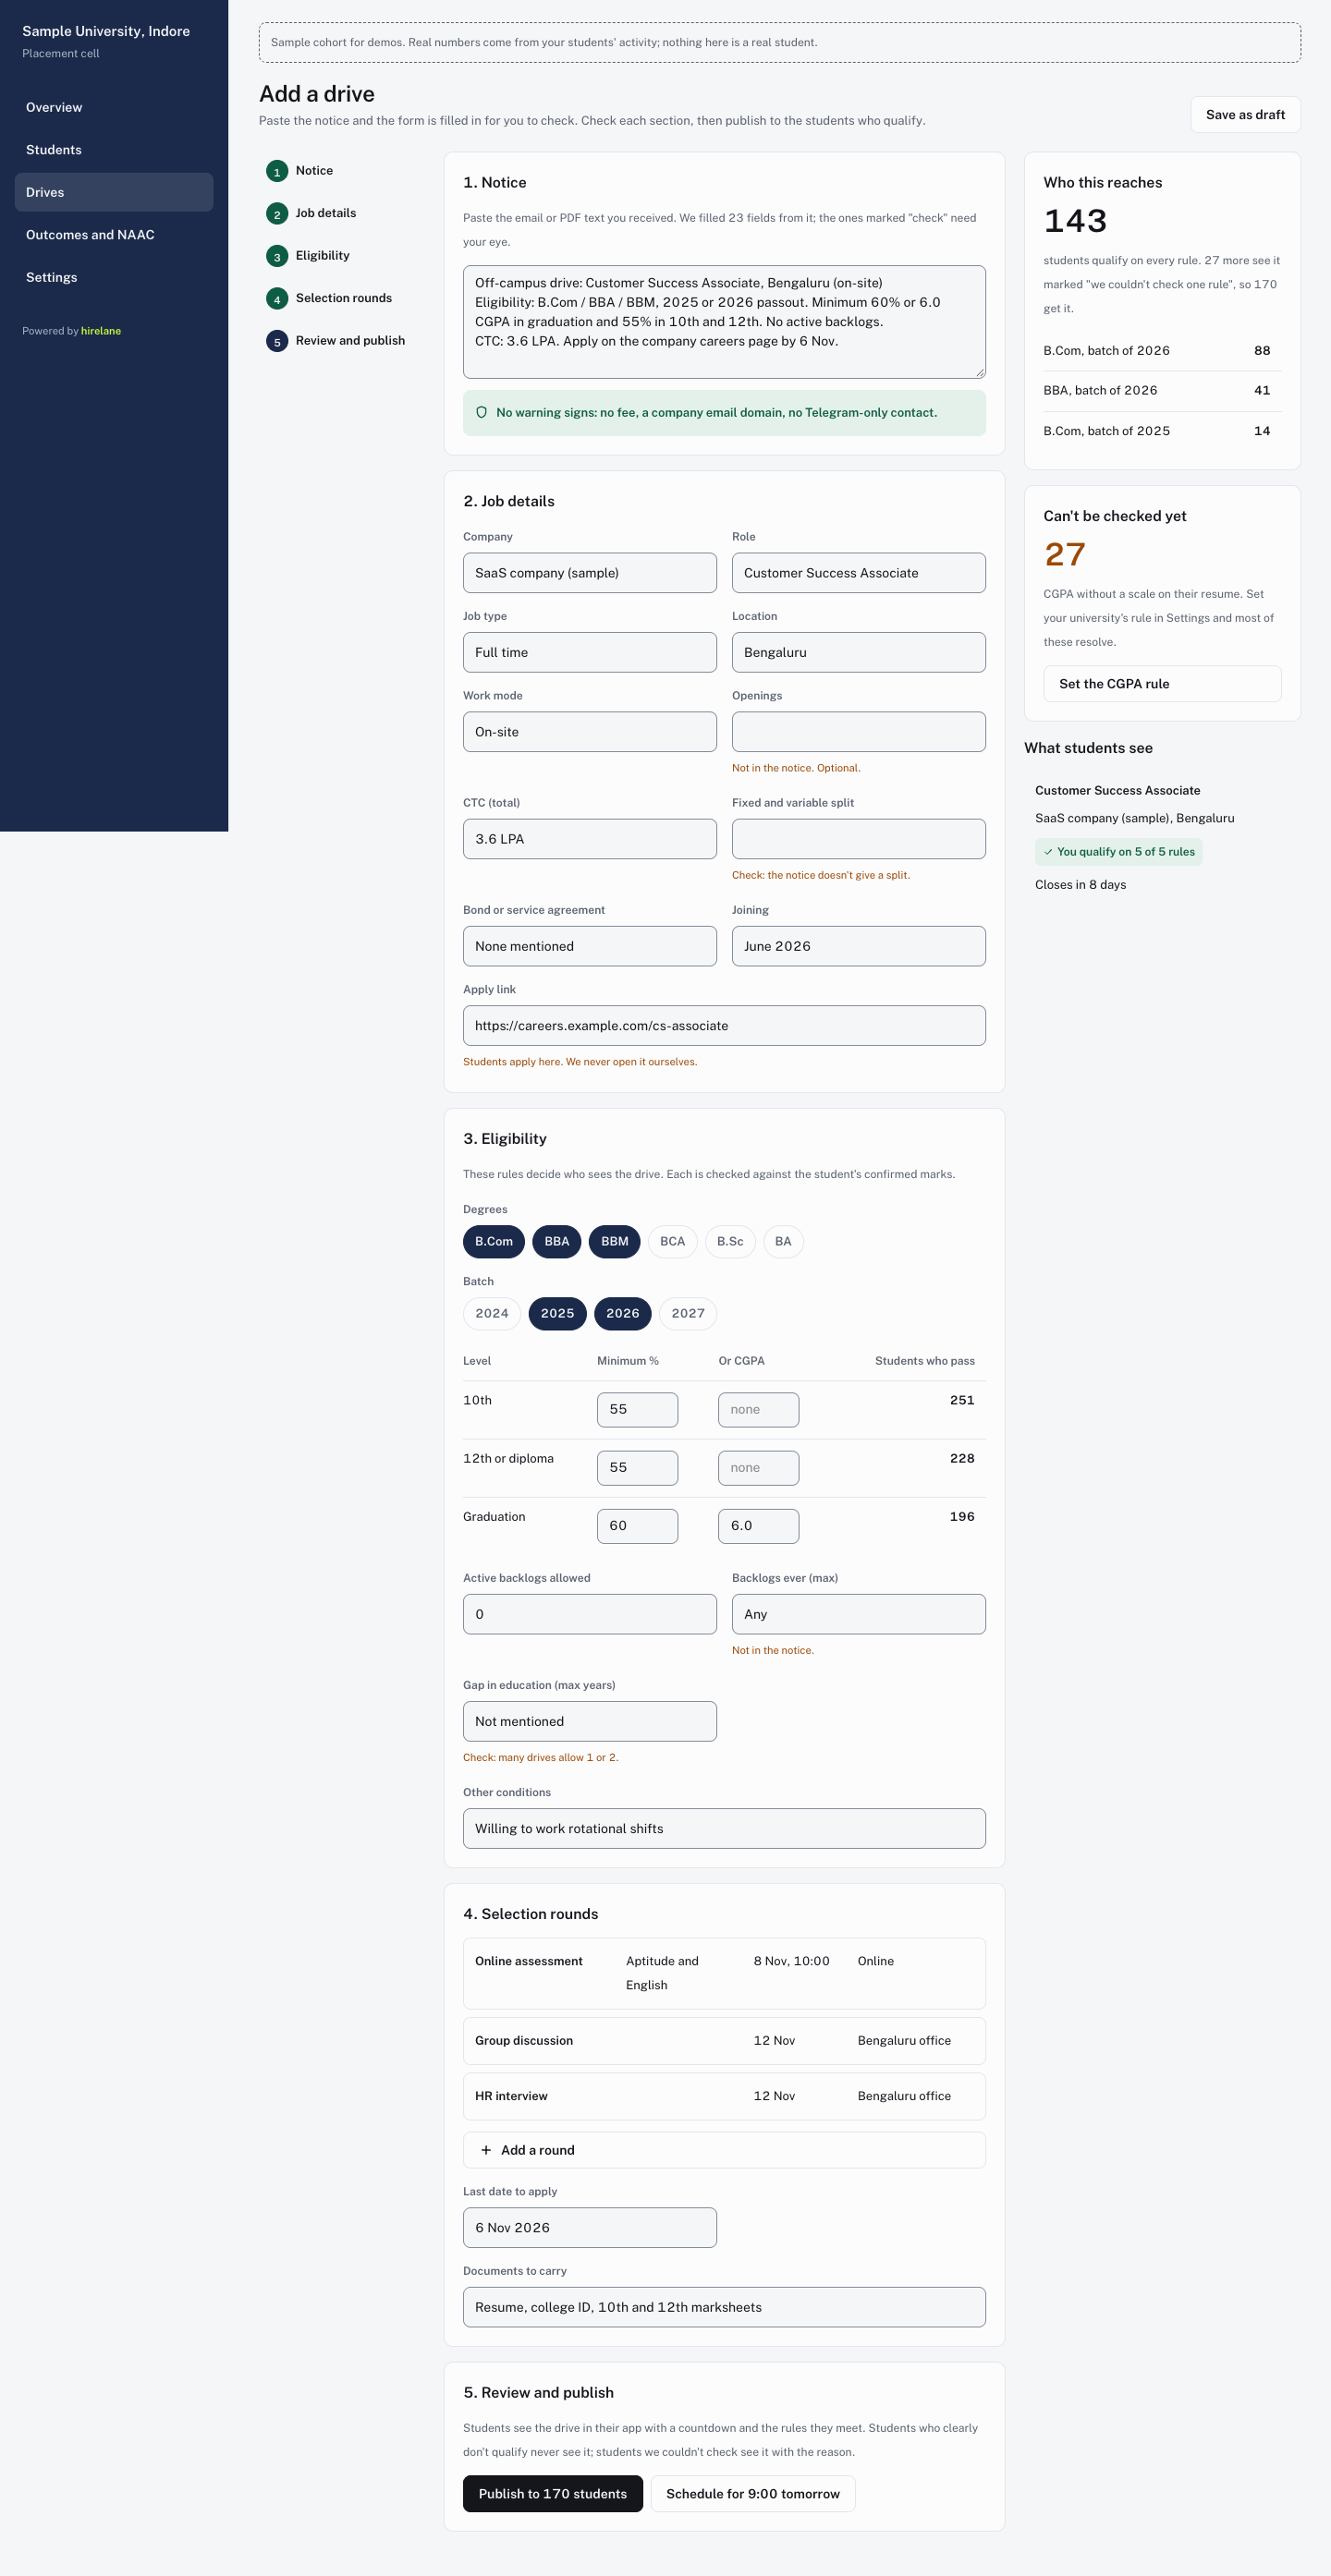 Sample University, Indore
Placement cell
Overview
Students
Drives
Outcomes and NAAC
Settings
Powered by hirelane
Sample cohort for demos. Real numbers come from your students' activity; nothing here is a real student.
Add a drive
Paste the notice and the form is filled in for you to check. Check each section, then publish to the students who qualify.
Save as draft
1 Notice
2 Job details
3 Eligibility
4 Selection rounds
5 Review and publish
1. Notice
Paste the email or PDF text you received. We filled 23 fields from it; the ones marked "check" need
your eye.
Off-campus drive: Customer Success Associate, Bengaluru (on-site)
Eligibility: B.Com / BBA / BBM, 2025 or 2026 passout. Minimum 60% or 6.0
CGPA in graduation and 55% in 10th and 12th. No active backlogs.
CTC: 3.6 LPA. Apply on the company careers page by 6 Nov.
No warning signs: no fee, a company email domain, no Telegram-only contact.
2. Job details
Company
Role
SaaS company (sample)
Customer Success Associate
Job type
Location
Full time
Bengaluru
Work mode
Openings
On-site
Not in the notice. Optional.
CTC (total)
Fixed and variable split
3.6 LPA
Check: the notice doesn't give a split.
Bond or service agreement
Joining
None mentioned
June 2026
Apply link
https://careers.example.com/cs-associate
Students apply here. We never open it ourselves.
3. Eligibility
These rules decide who sees the drive. Each is checked against the student's confirmed marks.
Degrees
B.Com BBA BBM BCA B.Sc BA
Batch
2024 2025 2026 2027
Level Minimum % Or CGPA Students who pass
10th 55 none 251
12th or diploma 55 none 228
Graduation 60 6.0 196
Active backlogs allowed
Backlogs ever (max)
0
Any
Not in the notice.
Gap in education (max years)
Not mentioned
Check: many drives allow 1 or 2.
Other conditions
Willing to work rotational shifts
4. Selection rounds
Online assessment Aptitude and English 8 Nov, 10:00 Online
Group discussion 12 Nov Bengaluru office
HR interview 12 Nov Bengaluru office
Add a round
Last date to apply
6 Nov 2026
Documents to carry
Resume, college ID, 10th and 12th marksheets
5. Review and publish
Students see the drive in their app with a countdown and the rules they meet. Students who clearly
don't qualify never see it; students we couldn't check see it with the reason.
Publish to 170 students
Schedule for 9:00 tomorrow
Who this reaches
143
students qualify on every rule. 27 more see it
marked "we couldn't check one rule", so 170
get it.
B.Com, batch of 2026 88
BBA, batch of 2026 41
B.Com, batch of 2025 14
Can't be checked yet
27
CGPA without a scale on their resume. Set
your university's rule in Settings and most of
these resolve.
Set the CGPA rule
What students see
Customer Success Associate
SaaS company (sample), Bengaluru
You qualify on 5 of 5 rules
Closes in 8 days